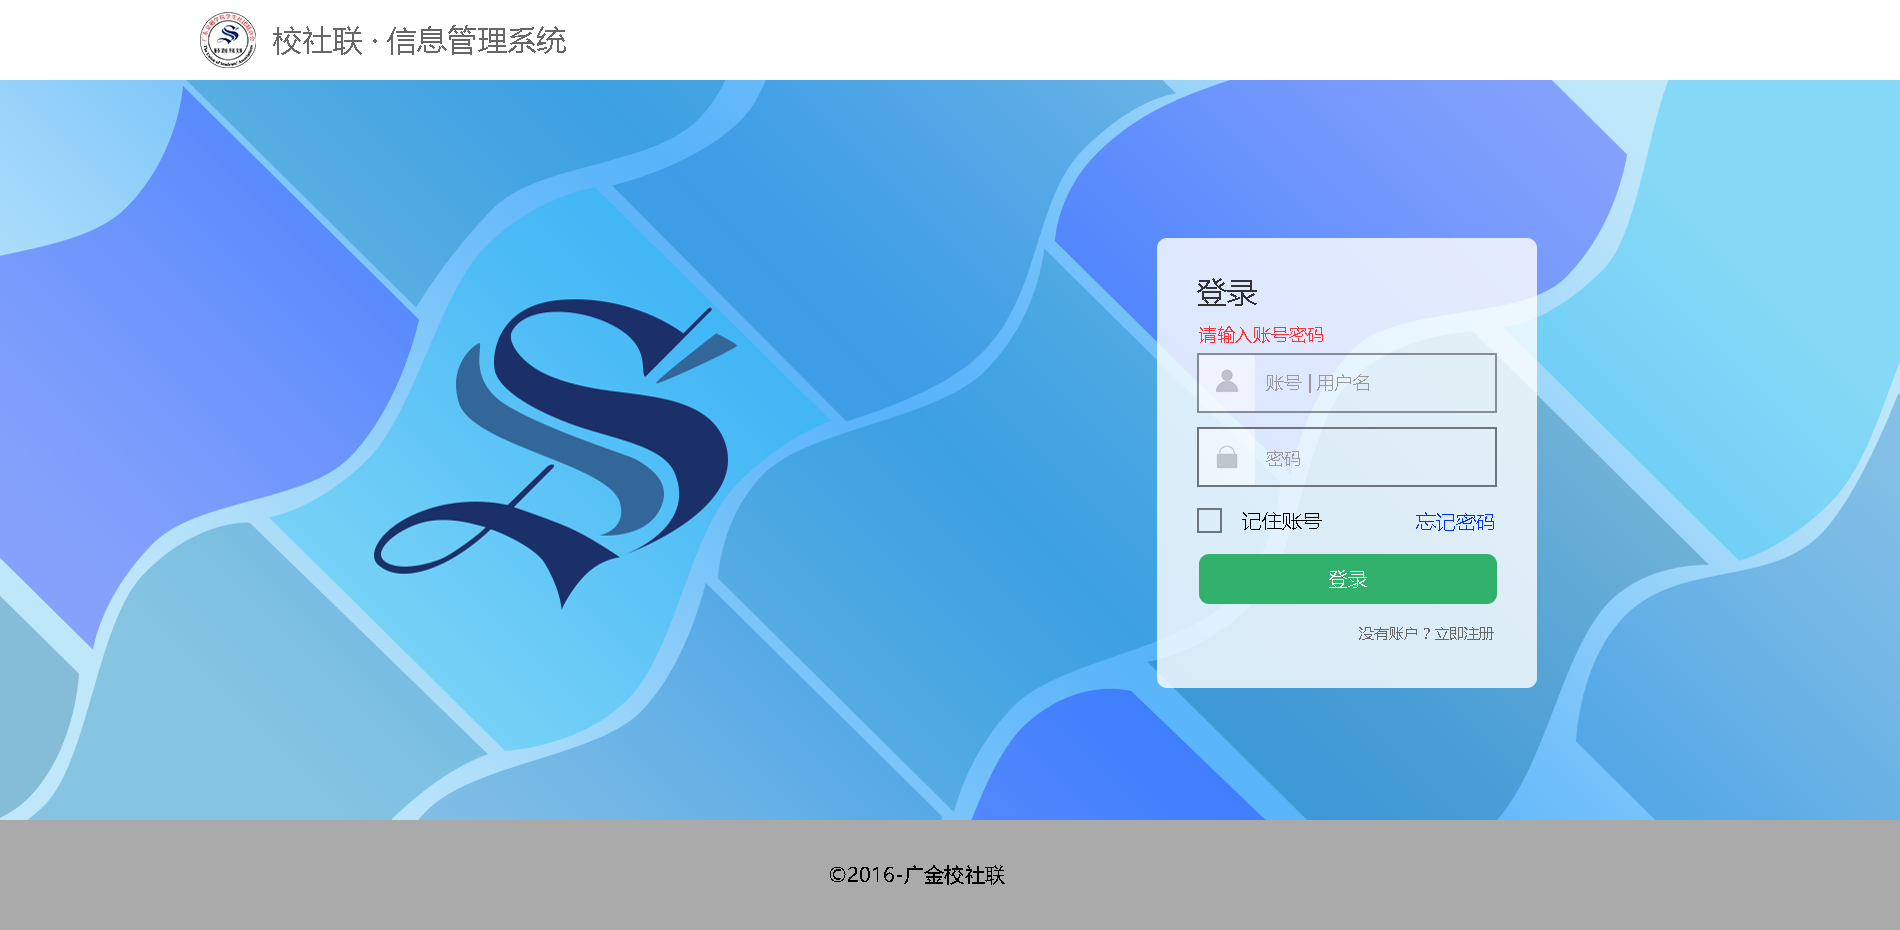 校社联 · 信息管理系统
登录
请输入账号密码
账号 | 用户名
密码
记住账号
忘记密码
登录
没有账户？立即注册
©2016-广金校社联